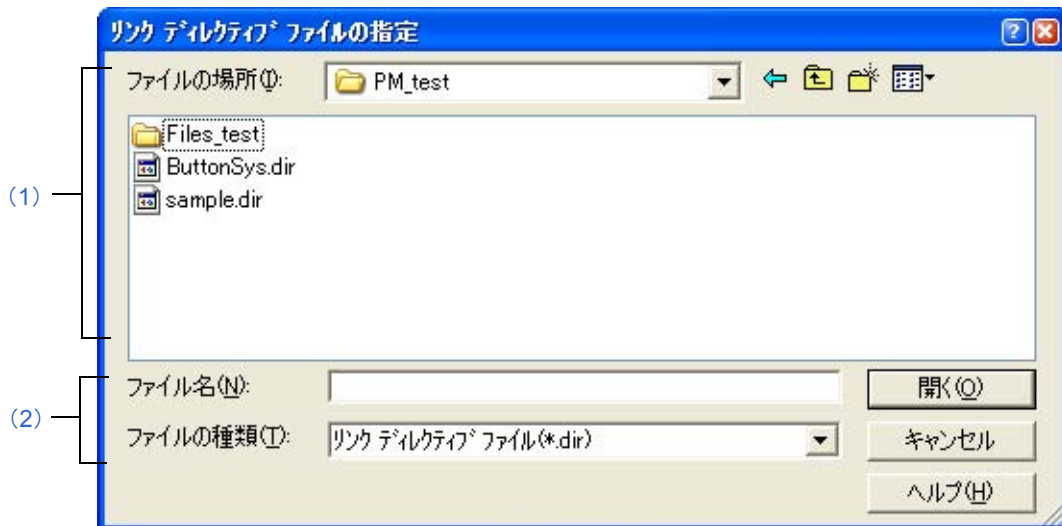 ﾘﾝｸ ﾃﾞｨﾚｸﾃｨﾌﾞ ﾌｧｲﾙの指定
ファイルの場所(I):
PM_test
(1)
Files_test
ButtonSys.dir
sample.dir
(2)
ファイル名(N):
開く(O)
ファイルの種類(T):
ﾘﾝｸ ﾃﾞｨﾚｸﾃｨﾌﾞ ﾌｧｲﾙ(*.dir)
キャンセル
ヘルプ(H)